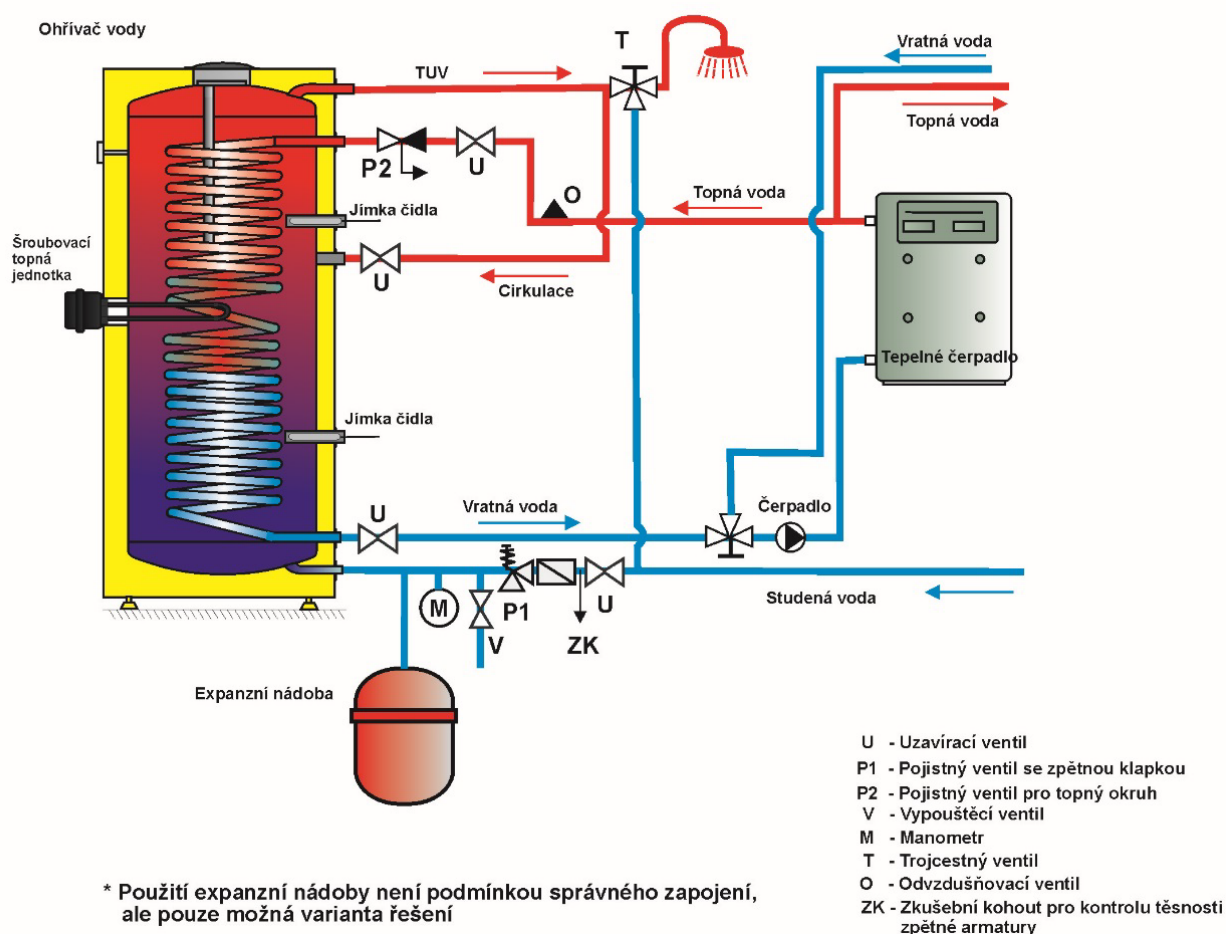 Ohřívač vody
T
Vratná voda
TUV
Topná voda
P2
U
O
Topná voda
Jímka čidla
Šroubovací
topná
jednotka
U
Cirkulace
Tepelné čerpadlo
Jímka čidla
U
Vratná voda
Čerpadlo
M
V
P1
ZK
U
Studená voda
Expanzní nádoba
U - Uzavírací ventil
P1 - Pojistný ventil se zpětnou klapkou
P2 - Pojistný ventil pro topný okruh
V - Vypouštěcí ventil
M - Manometr
T - Trojcestný ventil
O - Odvzdušňovací ventil
ZK - Zkušební kohout pro kontrolu těsnosti
zpětné armatury
* Použití expanzní nádoby není podmínkou správného zapojení,
ale pouze možná varianta řešení